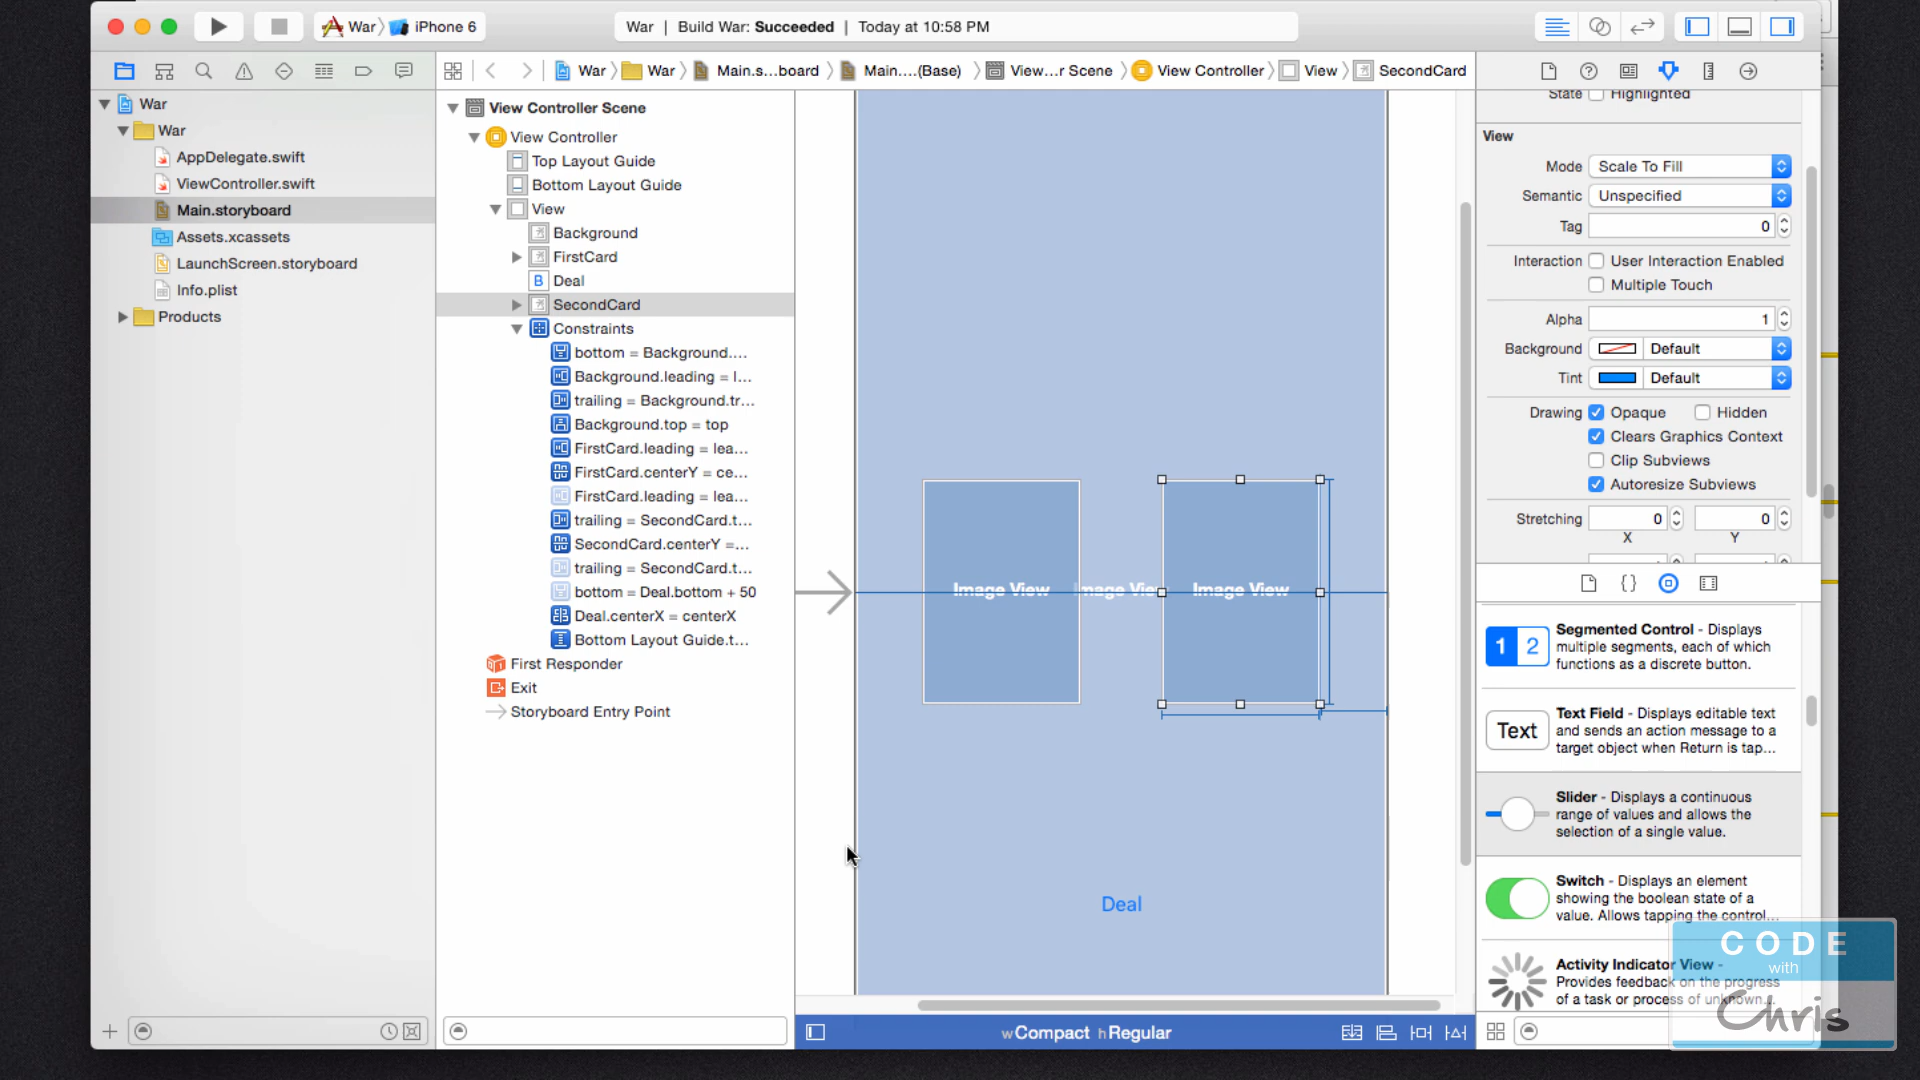 War
iPhone 6
War | Build War: Succeeded | Today at 10:58 PM
War
War
Main.s...board
Main....(Base)
View...r Scene
View Controller
View
SecondCard
War
War
AppDelegate.swift
ViewController.swift
Main.storyboard
Assets.xcassets
LaunchScreen.storyboard
Info.plist
Products
View Controller Scene
View Controller
Top Layout Guide
Bottom Layout Guide
View
Background
FirstCard
B Deal
SecondCard
Constraints
bottom = Background....
Background.leading = l...
trailing = Background.tr...
Background.top = top
FirstCard.leading = lea...
FirstCard.centerY = ce...
FirstCard.leading = lea...
trailing = SecondCard.t...
SecondCard.centerY =...
trailing = SecondCard.t...
bottom = Deal.bottom + 50
Deal.centerX = centerX
Bottom Layout Guide.t...
First Responder
Exit
Storyboard Entry Point
Image View
Image View
Deal
wCompact hRegular
State Highlighted
View
Mode Scale To Fill
Semantic Unspecified
Tag 0
Interaction User Interaction Enabled
Multiple Touch
Alpha 1
Background Default
Tint Default
Drawing Opaque Hidden
Clears Graphics Context
Clip Subviews
Autoresize Subviews
Stretching 0 0
X Y
{ }
1 2
Segmented Control - Displays
multiple segments, each of which
functions as a discrete button.
Text
Text Field - Displays editable text
and sends an action message to a
target object when Return is tap...
Slider - Displays a continuous
range of values and allows the
selection of a single value.
Switch - Displays an element
showing the boolean state of a
value. Allows tapping the control...
Activity Indicator View -
Provides feedback on the progress
of a task or process of unknown...
CODE
with
Chris